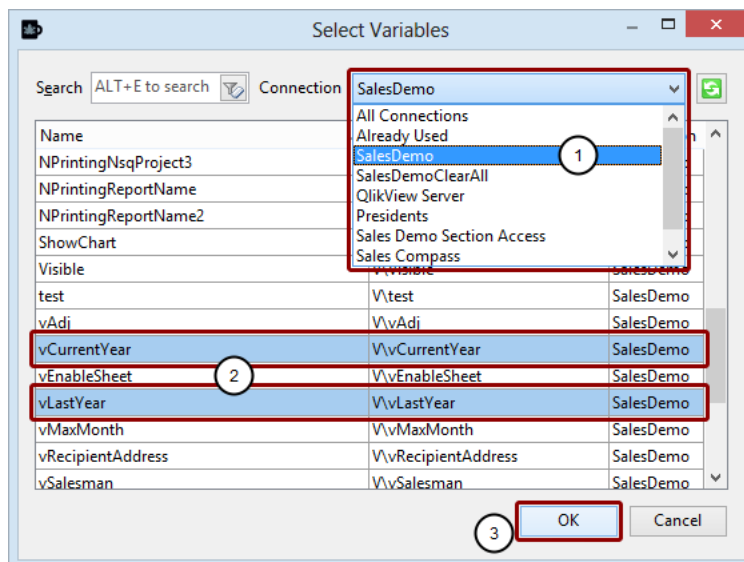 Select Variables
Search ALT+E to search Connection SalesDemo
All Connections
Already Used
SalesDemo
SalesDemoClearAll
QlikView Server
Presidents
Sales Demo Section Access
Sales Compass
1
Name
NPrintingNsqProject3
NPrintingReportName
NPrintingReportName2
ShowChart
Visible V\Visible SalesDemo
test V\test SalesDemo
vAdj V\vAdj SalesDemo
vCurrentYear V\vCurrentYear SalesDemo
vEnableSheet V\vEnableSheet SalesDemo
2
vLastYear V\vLastYear SalesDemo
vMaxMonth V\vMaxMonth SalesDemo
vRecipientAddress V\vRecipientAddress SalesDemo
vSalesman V\vSalesman SalesDemo
3 OK Cancel